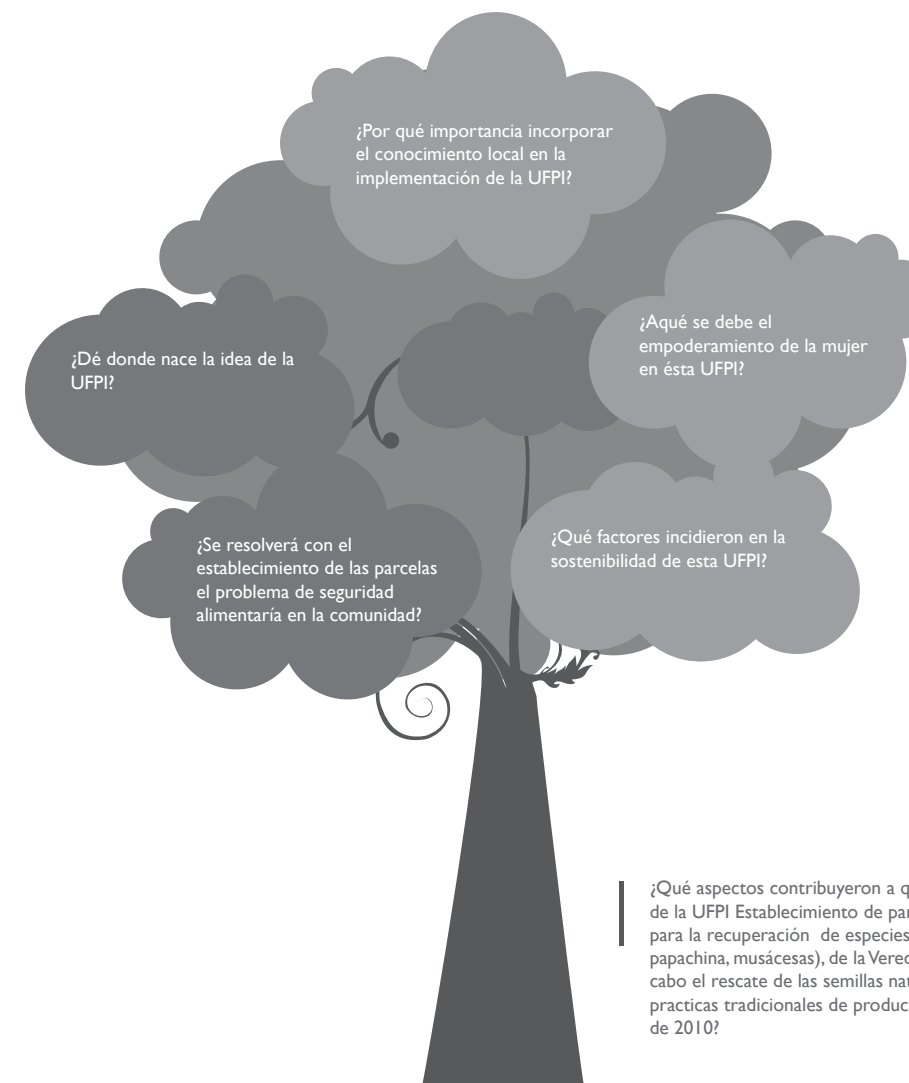 ¿Por qué importancia incorporar
el conocimiento local en la
implementación de la UFPI?
¿Aqué se debe el
empoderamiento de la mujer
en ésta UFPI?
¿Dé donde nace la idea de la
UFPI?
¿Se resolverá con el
establecimiento de las parcelas
el problema de seguridad
alimentaría en la comunidad?
¿Qué factores incidieron en la
sostenibilidad de esta UFPI?
¿Qué aspectos contribuyeron a
de la UFPI Establecimiento de
para la recuperación de especies
papachina, musácesas), de la
cabo el rescate de las semillas
practicas tradicionales de
de 2010?